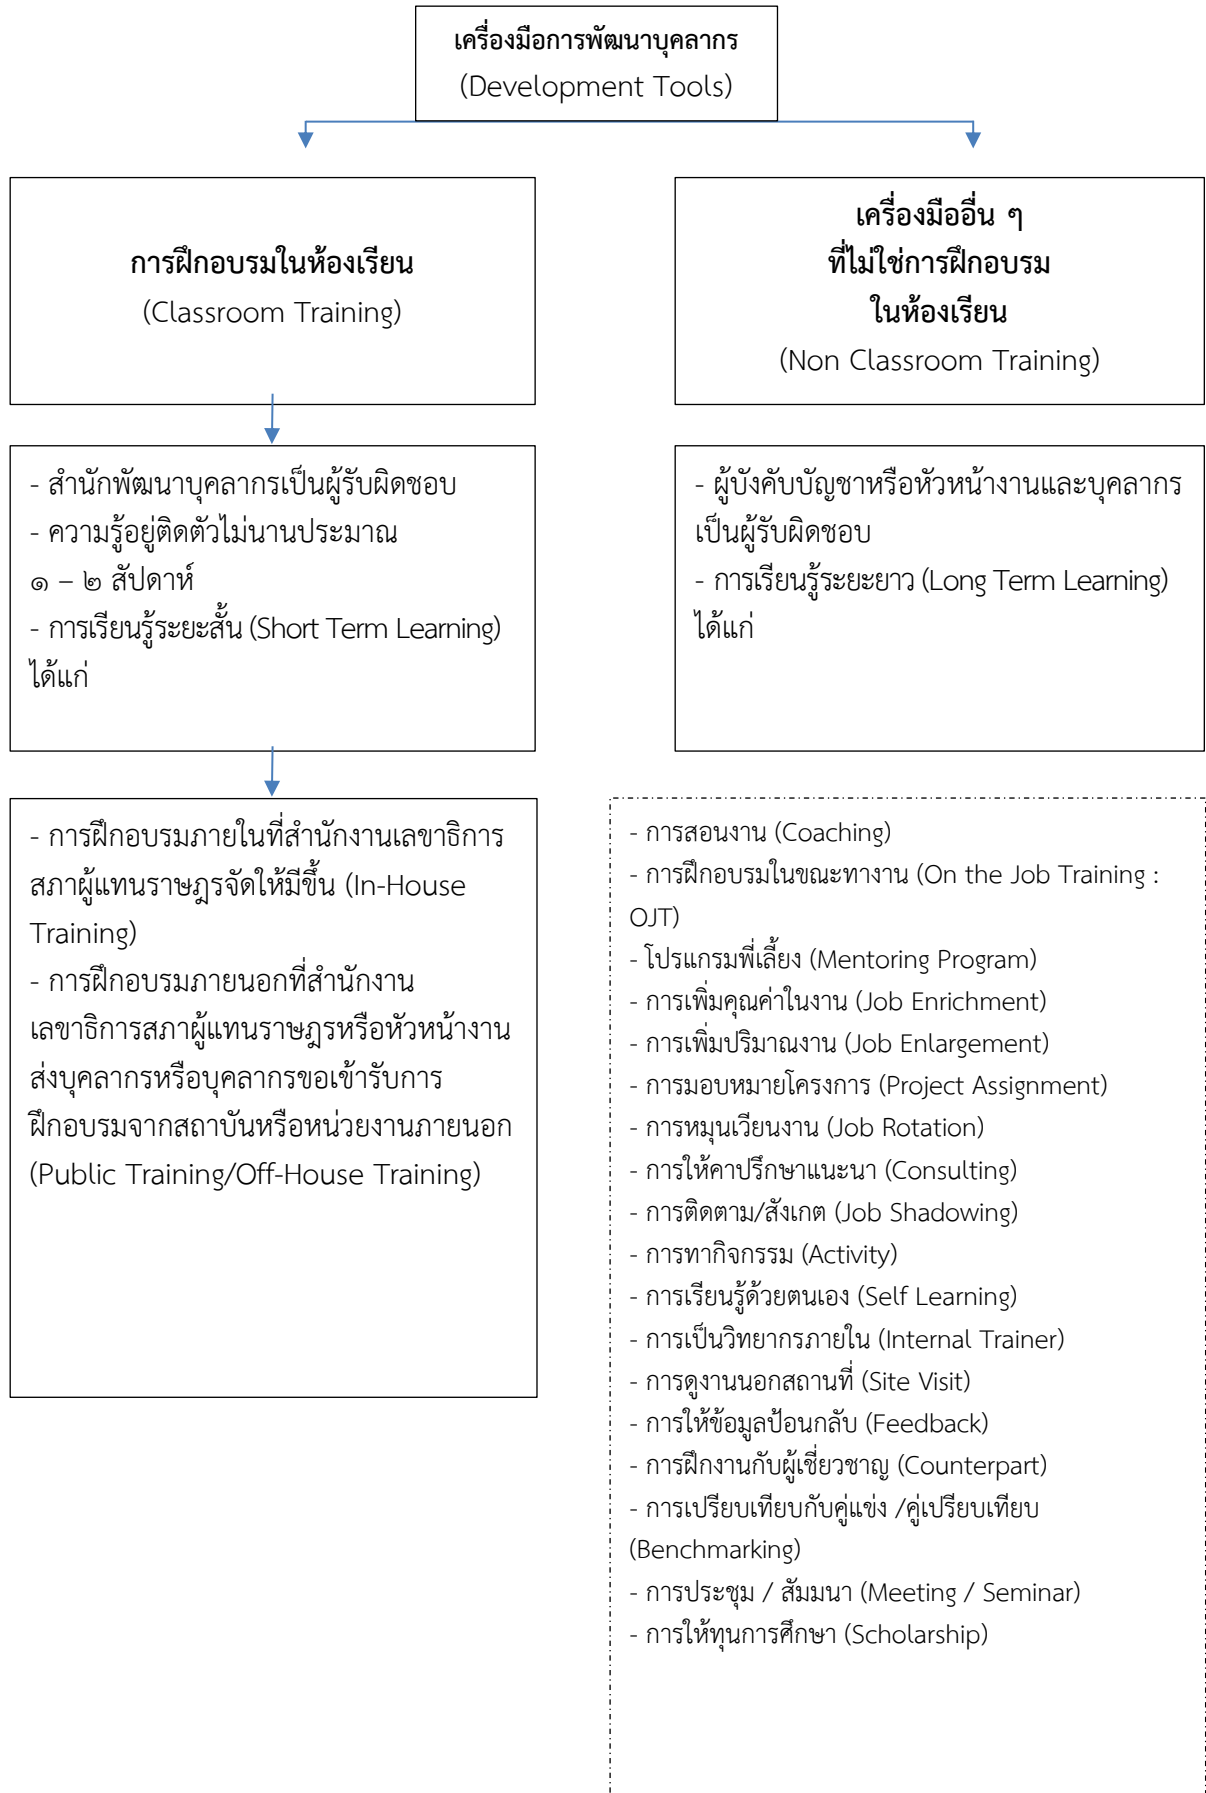 เครื่องมือการพัฒนาบุคลากร
(Development Tools)
การฝึกอบรมในห้องเรียน
(Classroom Training)
เครื่องมืออื่น ๆ
ที่ไม่ใช่การฝึกอบรม
ในห้องเรียน
(Non Classroom Training)
- สำนักพัฒนาบุคลากรเป็นผู้รับผิดชอบ
- ความรู้อยู่ติดตัวไม่นานประมาณ
๑ – ๒ สัปดาห์
- การเรียนรู้ระยะสั้น (Short Term Learning)
ได้แก่
- ผู้บังคับบัญชาหรือหัวหน้างานและบุคลากร
เป็นผู้รับผิดชอบ
- การเรียนรู้ระยะยาว (Long Term Learning)
ได้แก่
- การฝึกอบรมภายในที่สำนักงานเลขาธิการ
สภาผู้แทนราษฎรจัดให้มีขึ้น (In-House
Training)
- การฝึกอบรมภายนอกที่สำนักงาน
เลขาธิการสภาผู้แทนราษฎรหรือหัวหน้างาน
ส่งบุคลากรหรือบุคลากรขอเข้ารับการ
ฝึกอบรมจากสถาบันหรือหน่วยงานภายนอก
(Public Training/Off-House Training)
- การสอนงาน (Coaching)
- การฝึกอบรมในขณะทางาน (On the Job Training :
OJT)
- โปรแกรมพี่เลี้ยง (Mentoring Program)
- การเพิ่มคุณค่าในงาน (Job Enrichment)
- การเพิ่มปริมาณงาน (Job Enlargement)
- การมอบหมายโครงการ (Project Assignment)
- การหมุนเวียนงาน (Job Rotation)
- การให้คาปรึกษาแนะนา (Consulting)
- การติดตาม/สังเกต (Job Shadowing)
- การทากิจกรรม (Activity)
- การเรียนรู้ด้วยตนเอง (Self Learning)
- การเป็นวิทยากรภายใน (Internal Trainer)
- การดูงานนอกสถานที่ (Site Visit)
- การให้ข้อมูลป้อนกลับ (Feedback)
- การฝึกงานกับผู้เชี่ยวชาญ (Counterpart)
- การเปรียบเทียบกับคู่แข่ง /คู่เปรียบเทียบ
(Benchmarking)
- การประชุม / สัมมนา (Meeting / Seminar)
- การให้ทุนการศึกษา (Scholarship)